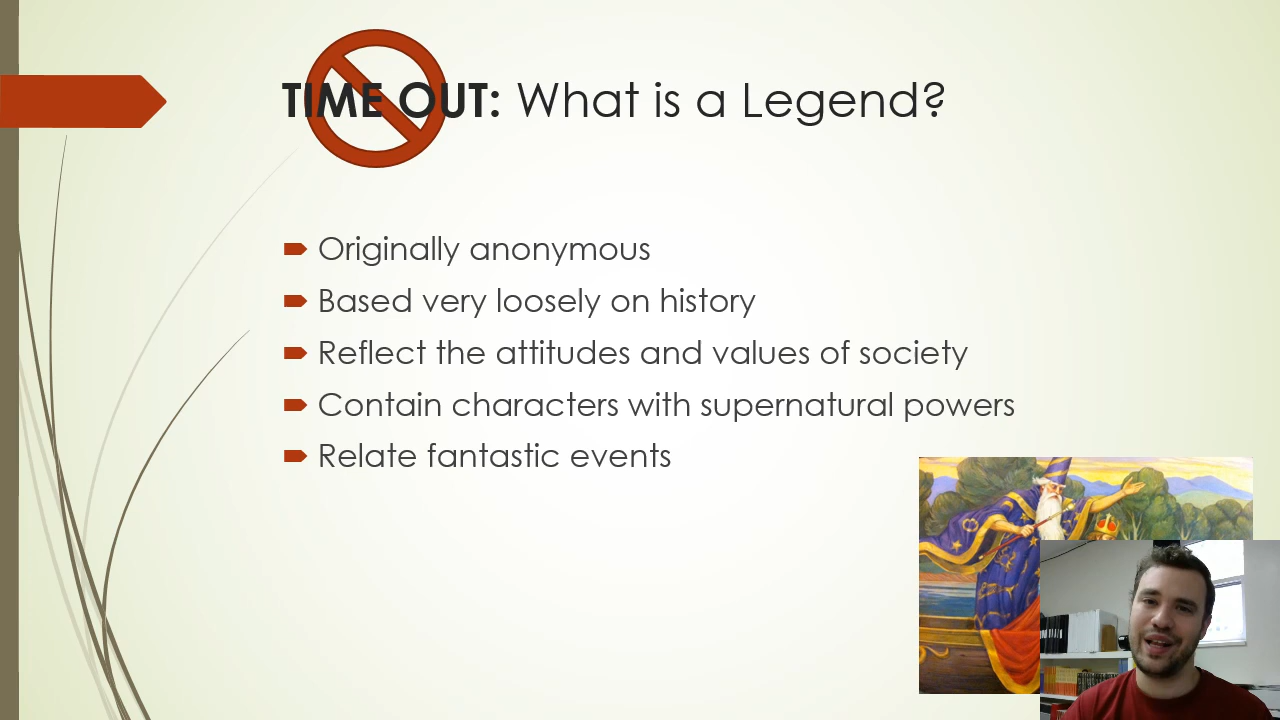 TIME OUT: What is a Legend?
Originally anonymous
Based very loosely on history
Reflect the attitudes and values of society
Contain characters with supernatural powers
Relate fantastic events